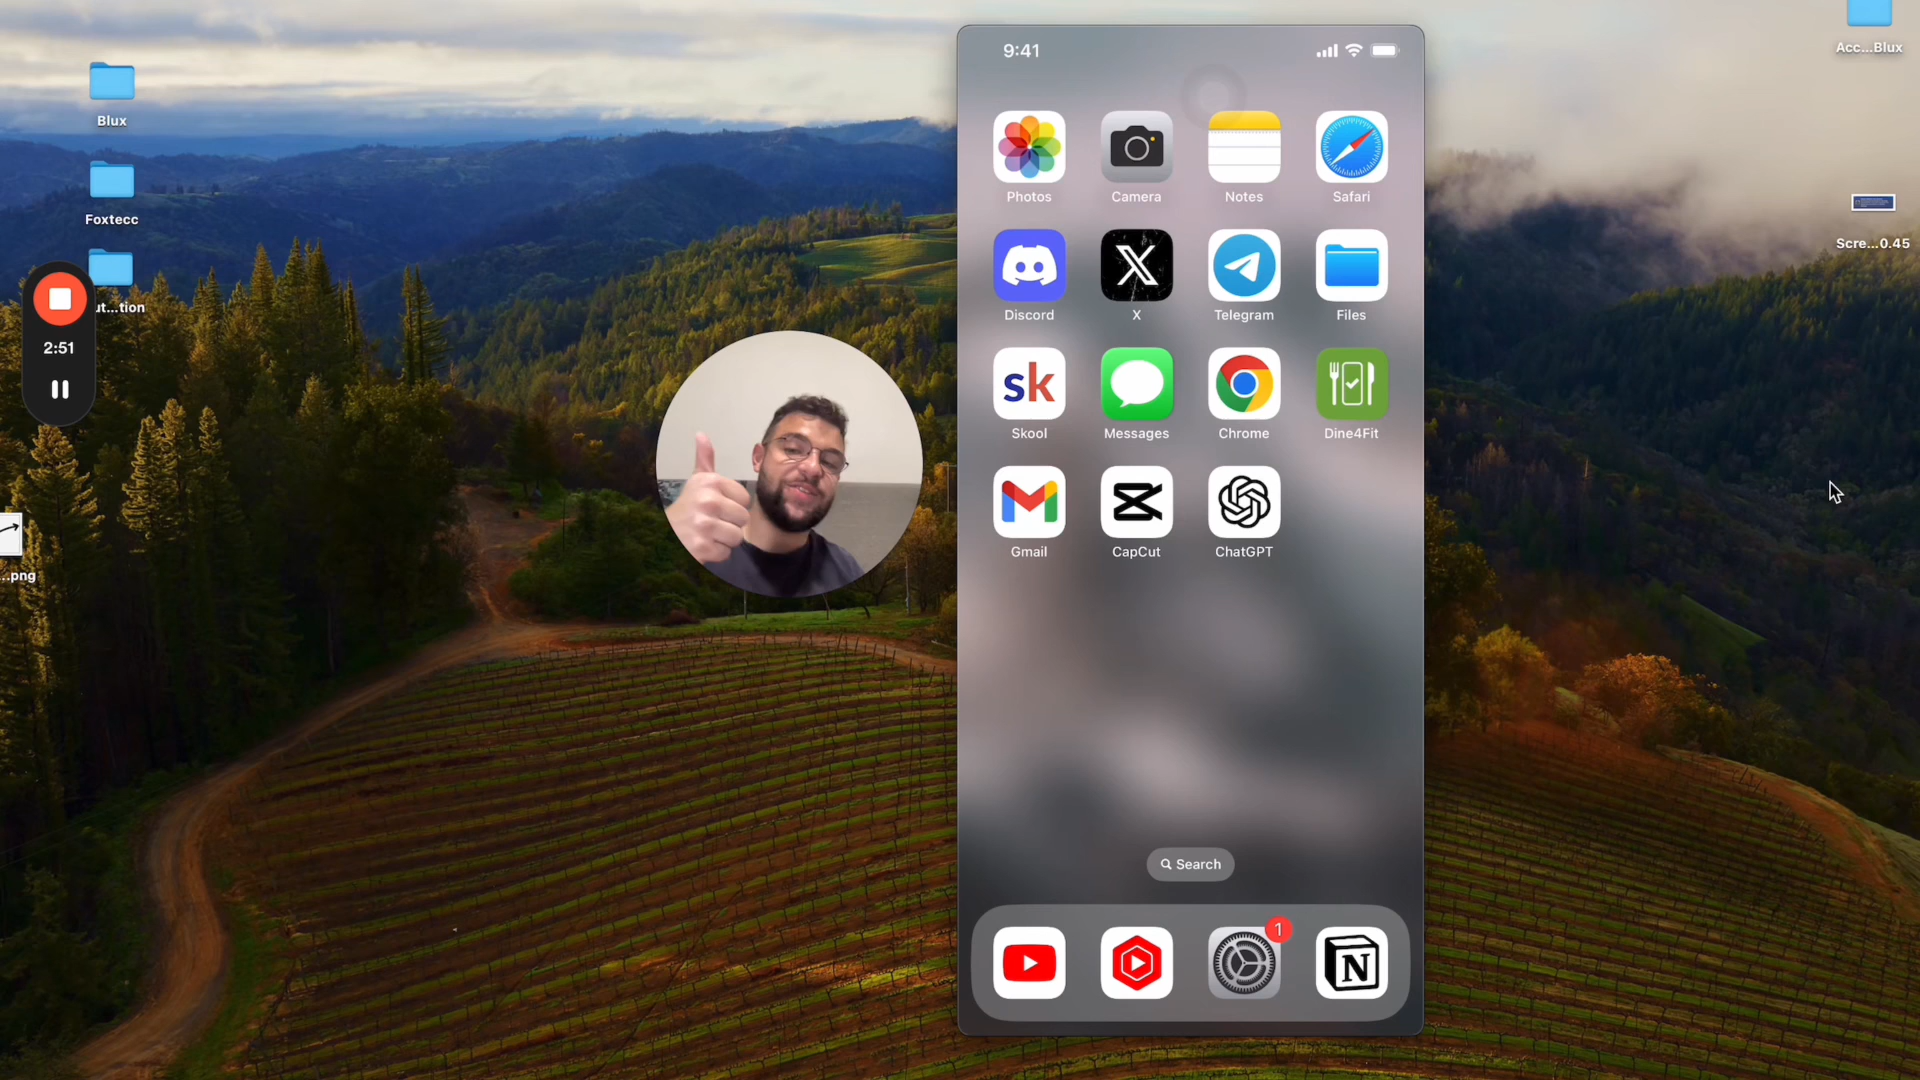 Blux
Foxtecc
ut...tion
2:51
...png
9:41
Photos
Camera
Notes
Safari
Discord
X
Telegram
Files
sk
Skool
Messages
Chrome
Dine4Fit
Gmail
CapCut
ChatGPT
Search
1
N
Acc...Blux
Scre...0.45